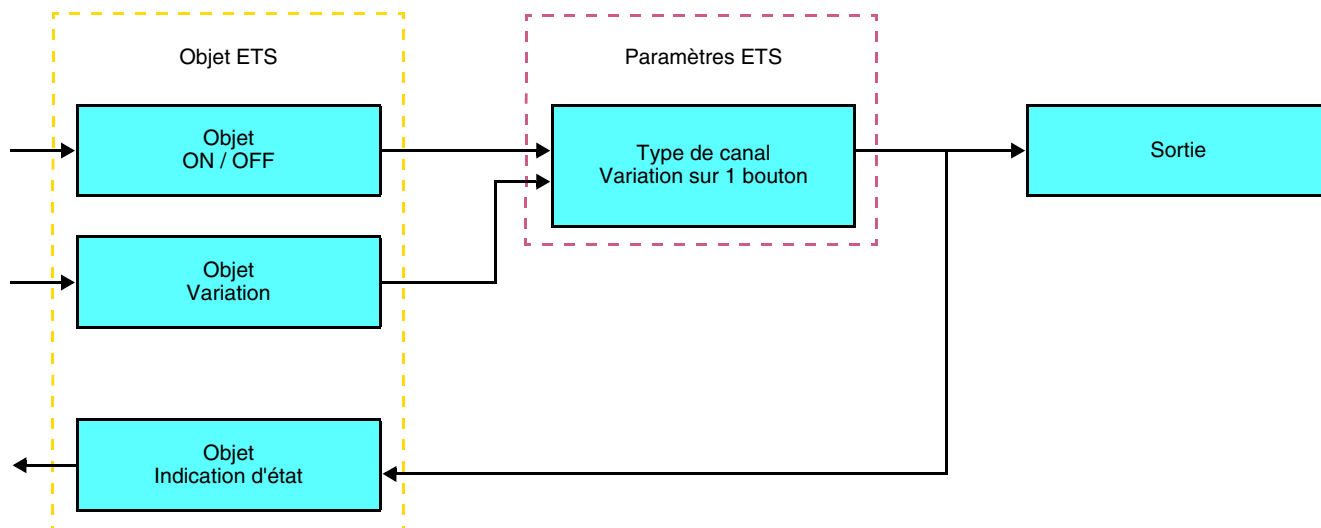 Objet ETS
Paramètres ETS
Objet
ON / OFF
Type de canal
Variation sur 1 bouton
Sortie
Objet
Variation
Objet
Indication d'état